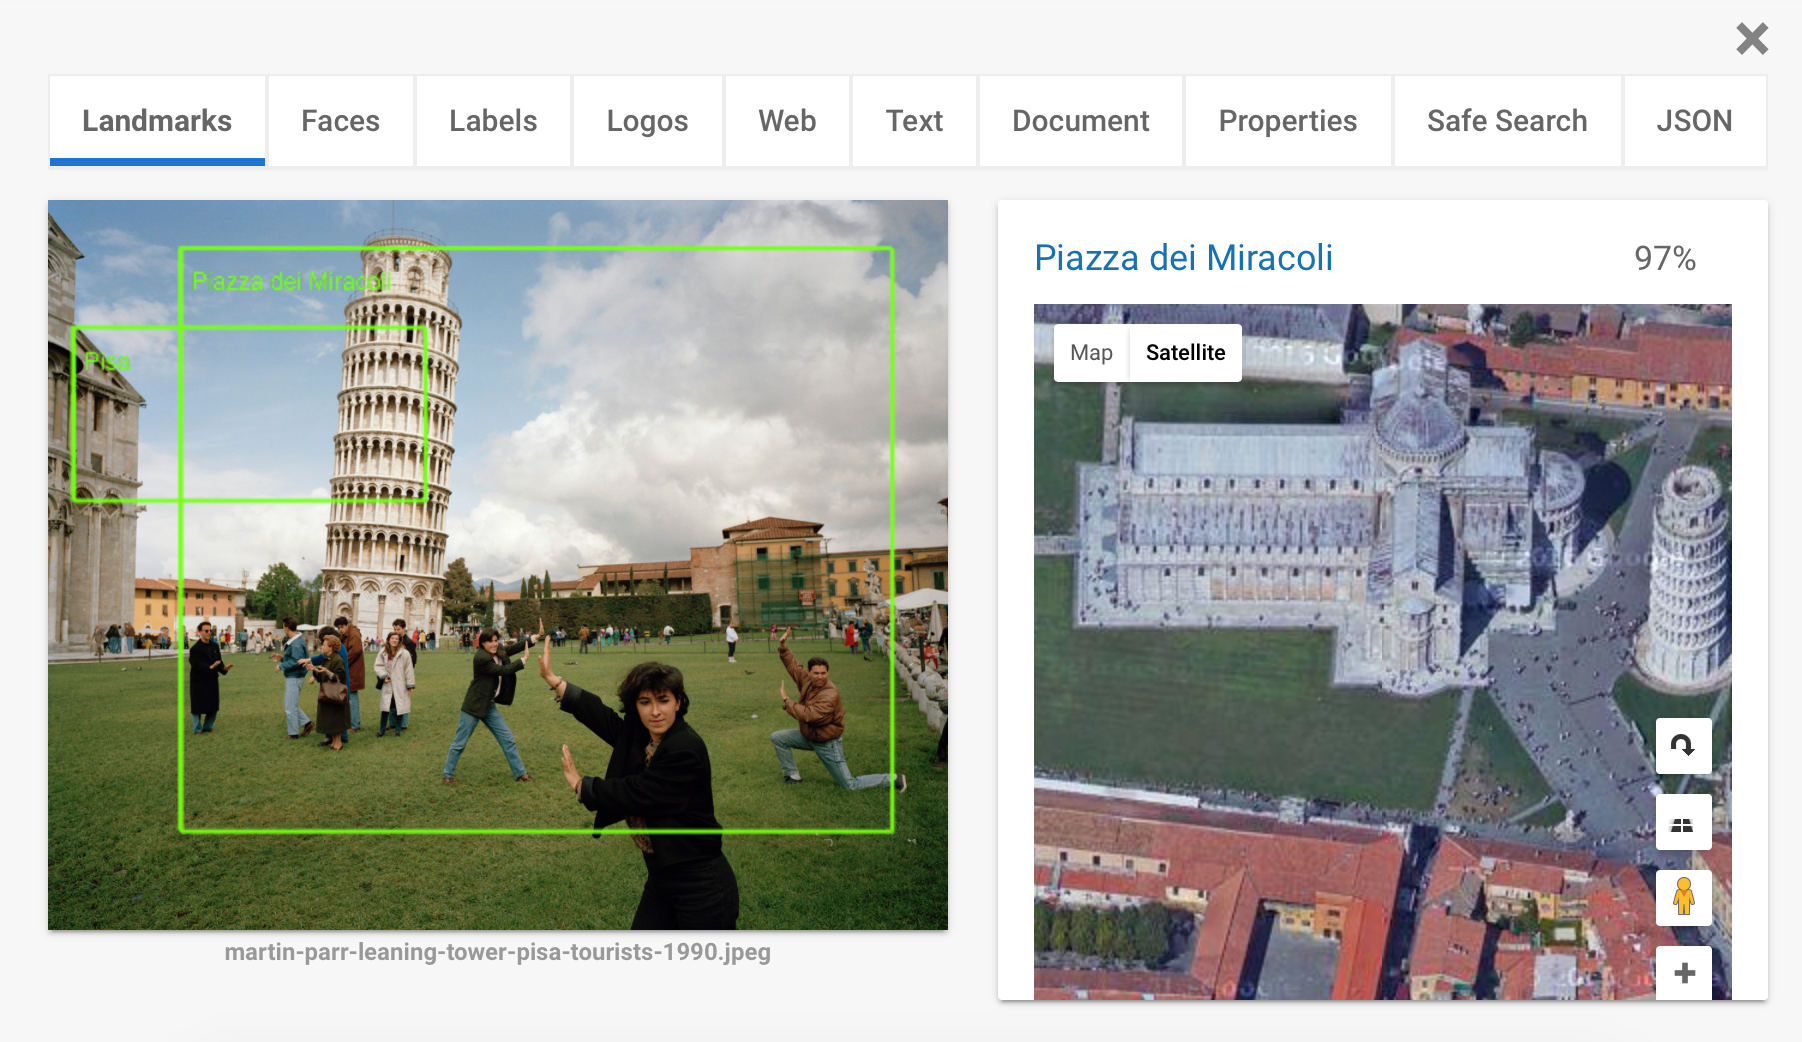 Landmarks
Faces
Labels
Logos
Web
Text
Document
Properties
Safe Search
JSON
Piazza dei Miracoli
Pisa
martin-parr-leaning-tower-pisa-tourists-1990.jpeg
Piazza dei Miracoli 97%
Map Satellite